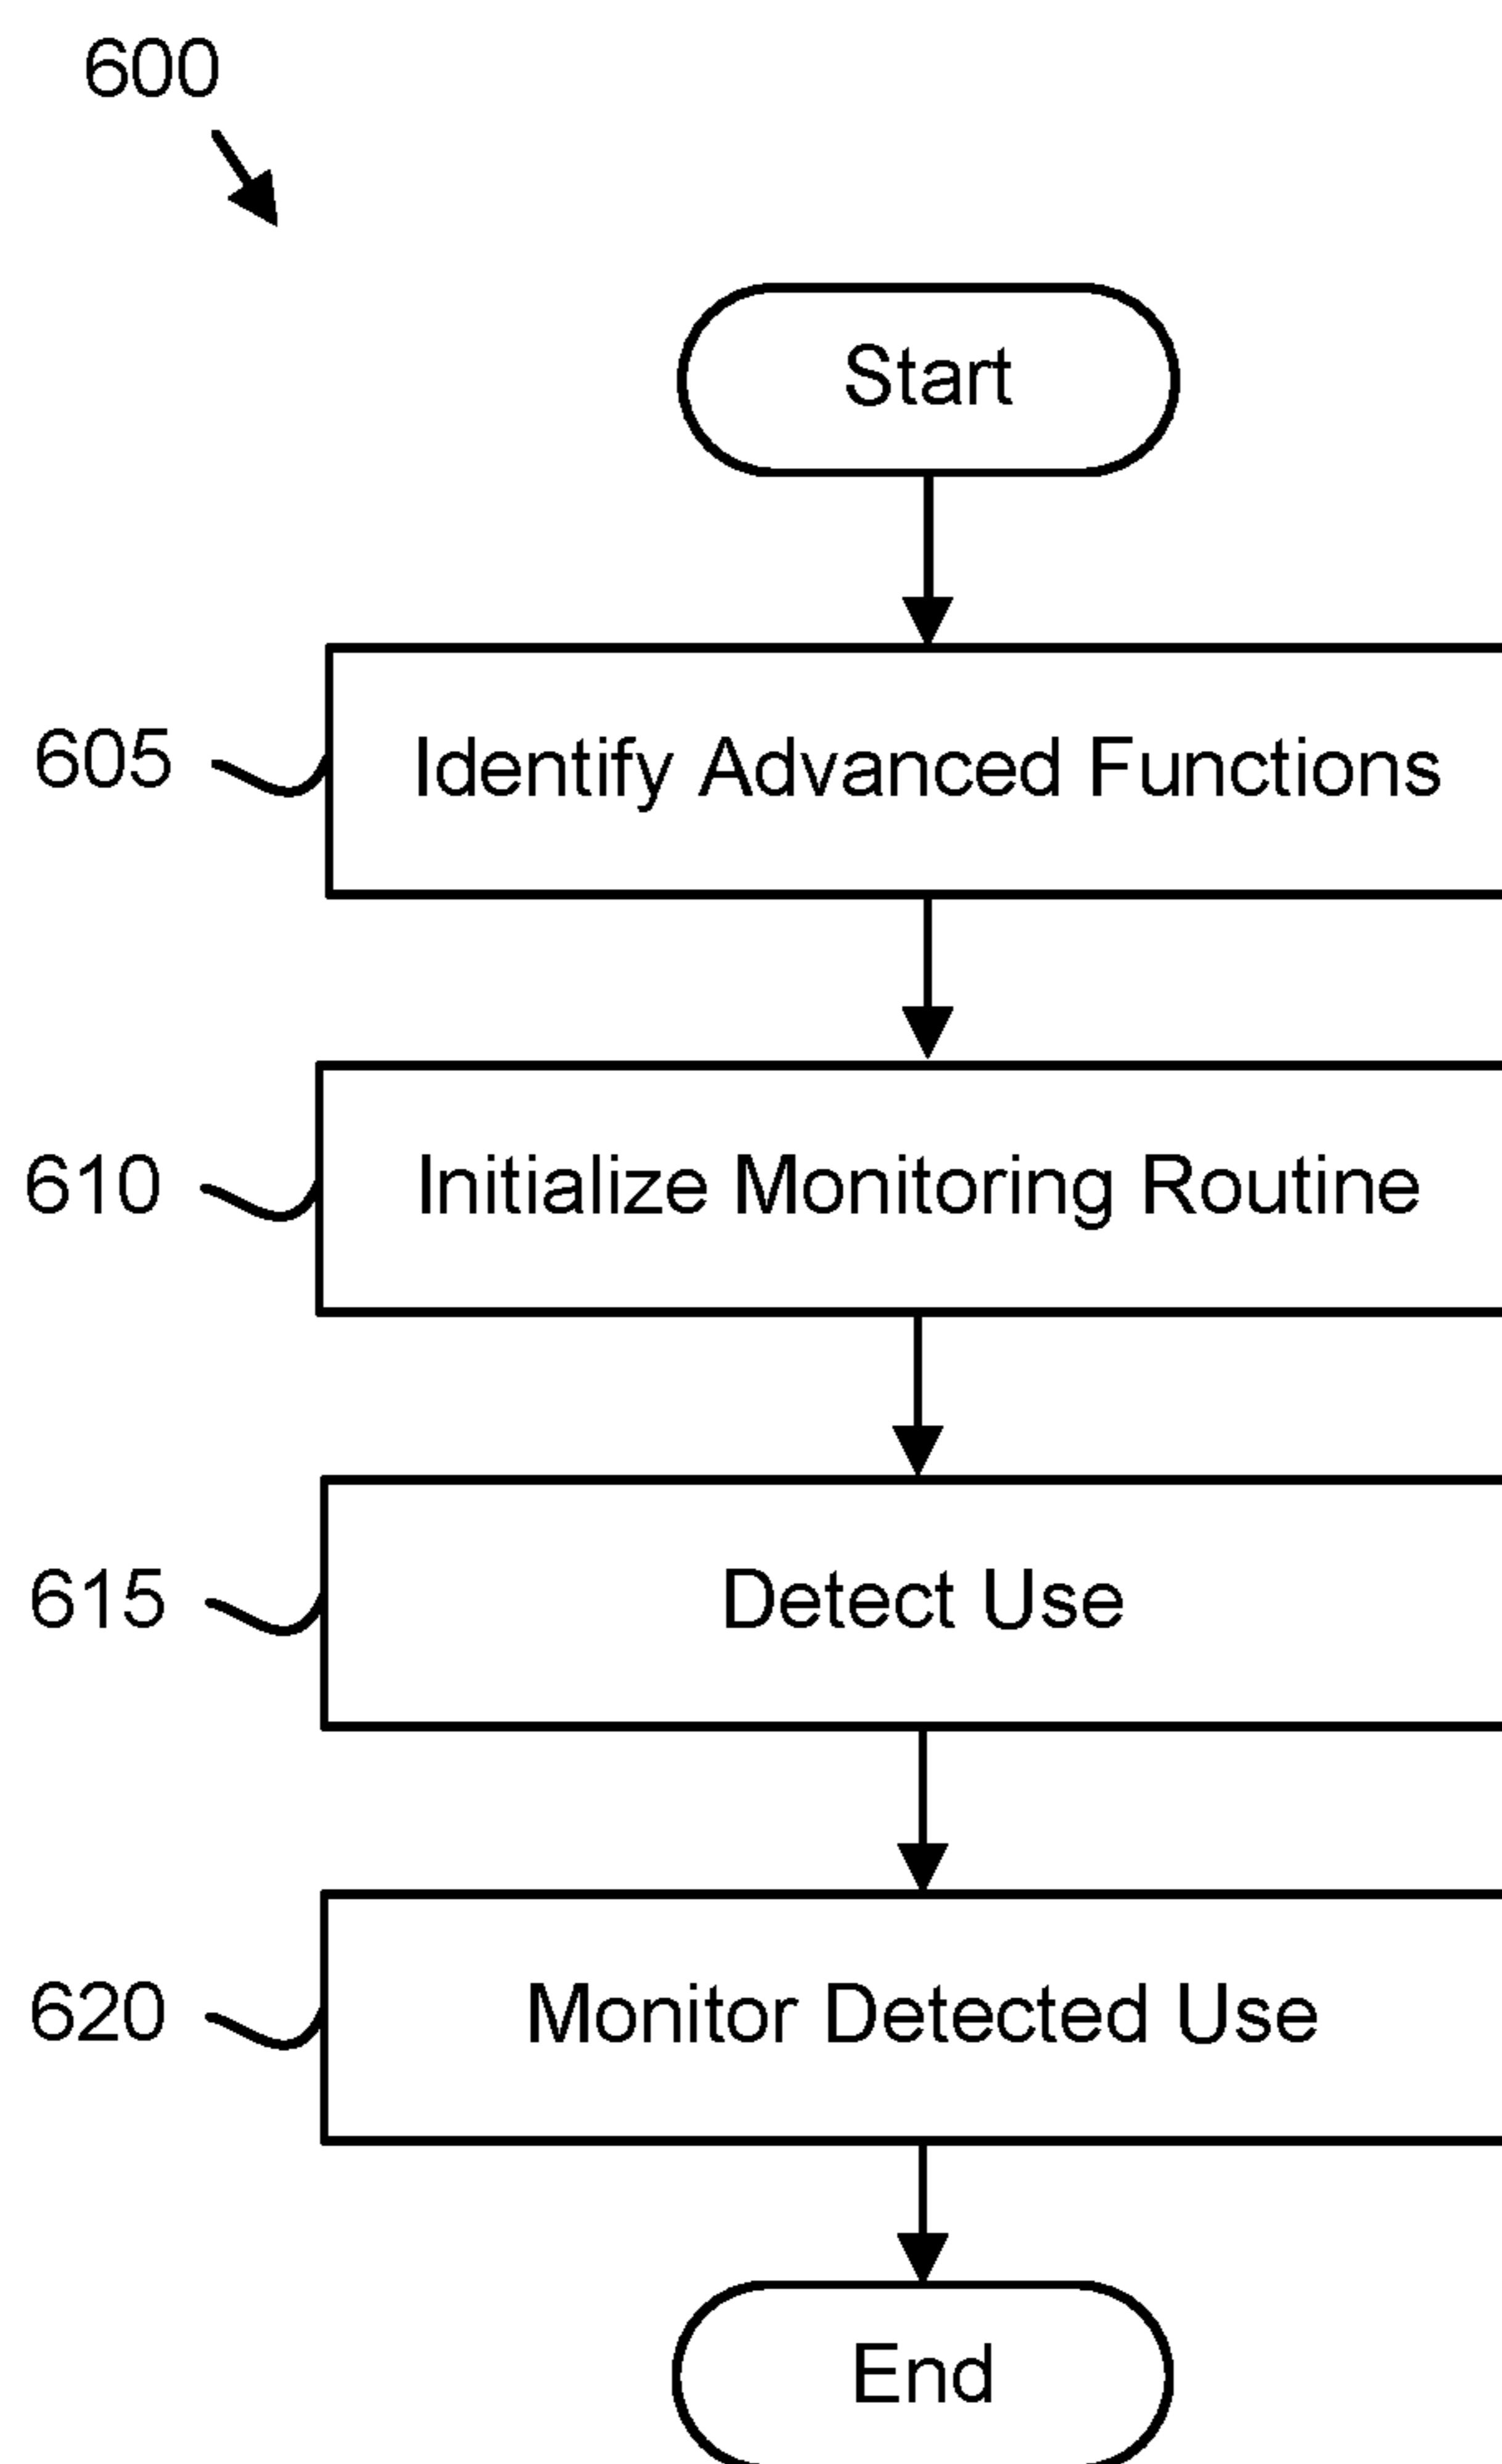 600
Start
605 Identify Advanced Functions
610 Initialize Monitoring Routine
615 Detect Use
620 Monitor Detected Use
End